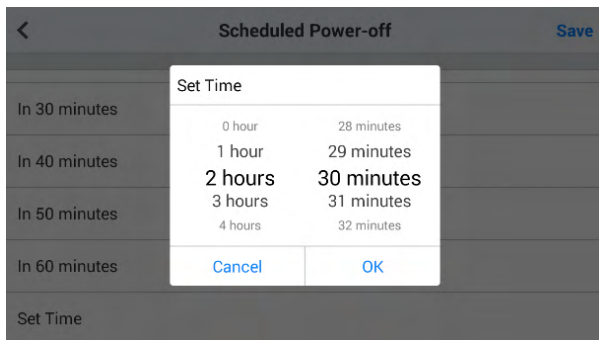 Scheduled Power-off Save
Set Time
In 30 minutes
0 hour 28 minutes
1 hour 29 minutes
In 40 minutes
2 hours 30 minutes
3 hours 31 minutes
In 50 minutes
4 hours 32 minutes
In 60 minutes
Cancel OK
Set Time